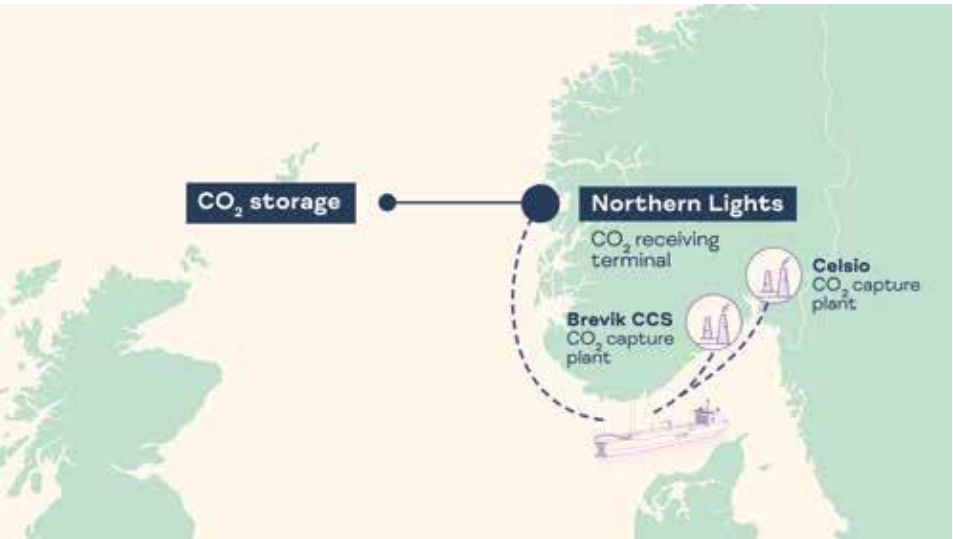 CO₂ storage
Northern Lights
CO₂ receiving
terminal
Celsio
CO₂ capture
plant
Brevik CCS
CO₂ capture
plant